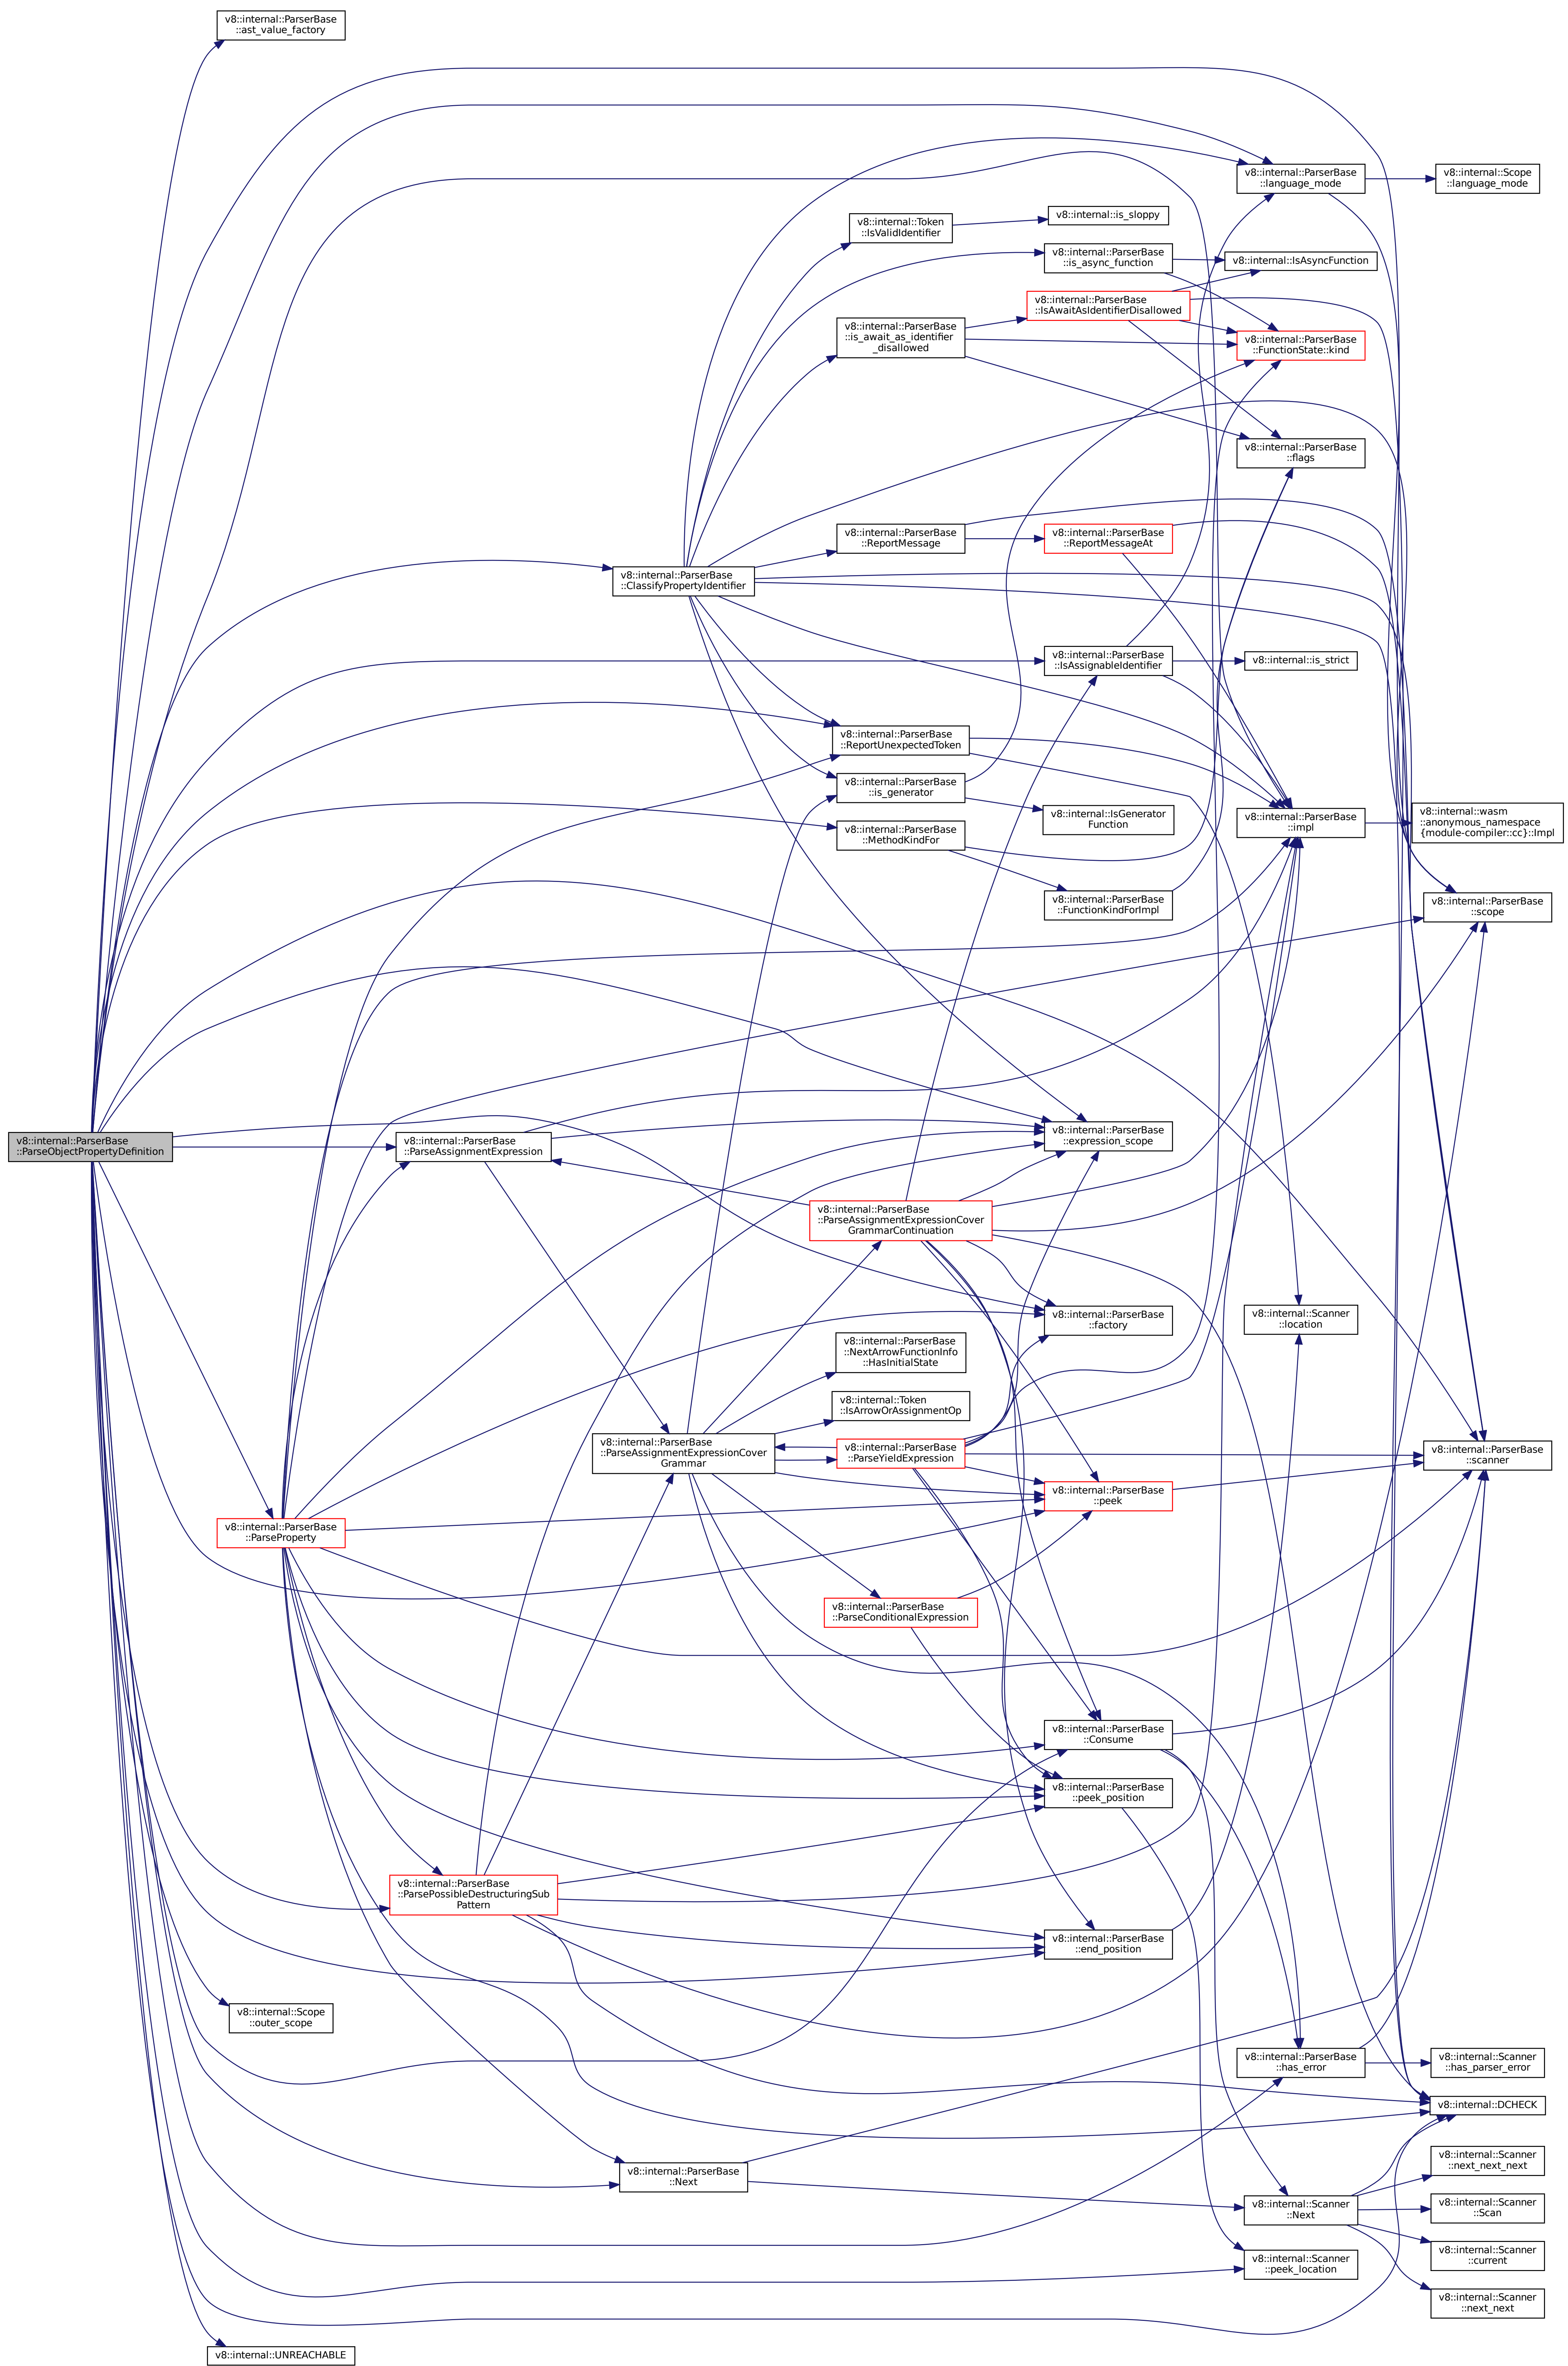 v8::internal::ParserBase
::ast_value_factory
v8::internal::ParserBase
::language_mode
v8::internal::Scope
::language_mode
v8::internal::Token
::IsValidIdentifier
v8::internal::is_sloppy
v8::internal::ParserBase
::is_async_function
v8::internal::IsAsyncFunction
v8::internal::ParserBase
::IsAwaitAsIdentifierDisallowed
v8::internal::ParserBase
::is_await_as_identifier
_disallowed
v8::internal::ParserBase
::FunctionState::kind
v8::internal::ParserBase
::flags
v8::internal::ParserBase
::ReportMessage
v8::internal::ParserBase
::ReportMessageAt
v8::internal::ParserBase
::ClassifyPropertyIdentifier
v8::internal::ParserBase
::IsAssignableIdentifier
v8::internal::is_strict
v8::internal::ParserBase
::ReportUnexpectedToken
v8::internal::ParserBase
::is_generator
v8::internal::IsGenerator
Function
v8::internal::ParserBase
::MethodKindFor
v8::internal::ParserBase
::impl
v8::internal::wasm
::anonymous_namespace
{module-compiler::cc}::Impl
v8::internal::ParserBase
::FunctionKindForImpl
v8::internal::ParserBase
::scope
v8::internal::ParserBase
::ParseObjectPropertyDefinition
v8::internal::ParserBase
::ParseAssignmentExpression
v8::internal::ParserBase
::expression_scope
v8::internal::ParserBase
::ParseAssignmentExpressionCover
GrammarContinuation
v8::internal::ParserBase
::factory
v8::internal::Scanner
::location
v8::internal::ParserBase
::NextArrowFunctionInfo
::HasInitialState
v8::internal::Token
::IsArrowOrAssignmentOp
v8::internal::ParserBase
::ParseAssignmentExpressionCover
Grammar
v8::internal::ParserBase
::ParseYieldExpression
v8::internal::ParserBase
::scanner
v8::internal::ParserBase
::peek
v8::internal::ParserBase
::ParseProperty
v8::internal::ParserBase
::ParseConditionalExpression
v8::internal::ParserBase
::Consume
v8::internal::ParserBase
::peek_position
v8::internal::ParserBase
::ParsePossibleDestructuringSub
Pattern
v8::internal::ParserBase
::end_position
v8::internal::Scope
::outer_scope
v8::internal::ParserBase
::has_error
v8::internal::Scanner
::has_parser_error
v8::internal::DCHECK
v8::internal::ParserBase
::Next
v8::internal::Scanner
::next_next_next
v8::internal::Scanner
::Next
v8::internal::Scanner
::Scan
v8::internal::Scanner
::current
v8::internal::Scanner
::peek_location
v8::internal::Scanner
::next_next
v8::internal::UNREACHABLE